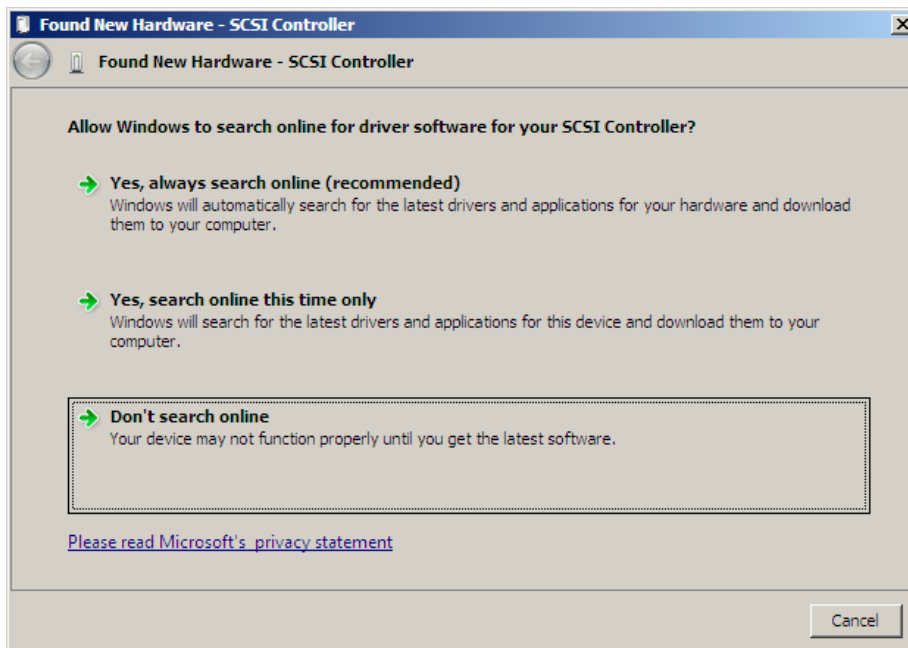 Found New Hardware - SCSI Controller
Found New Hardware - SCSI Controller
Allow Windows to search online for driver software for your SCSI Controller?
Yes, always search online (recommended)
Windows will automatically search for the latest drivers and applications for your hardware and download
them to your computer.
Yes, search online this time only
Windows will search for the latest drivers and applications for this device and download them to your
computer.
Don't search online
Your device may not function properly until you get the latest software.
Please read Microsoft's privacy statement
Cancel